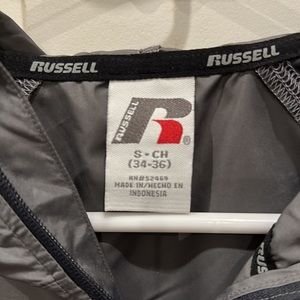 RUSSELL
RUSSELL
RUSSELL
R
S-CH
(34-36)
RN#52469
MADE IN/HECHO EN
INDONESIA